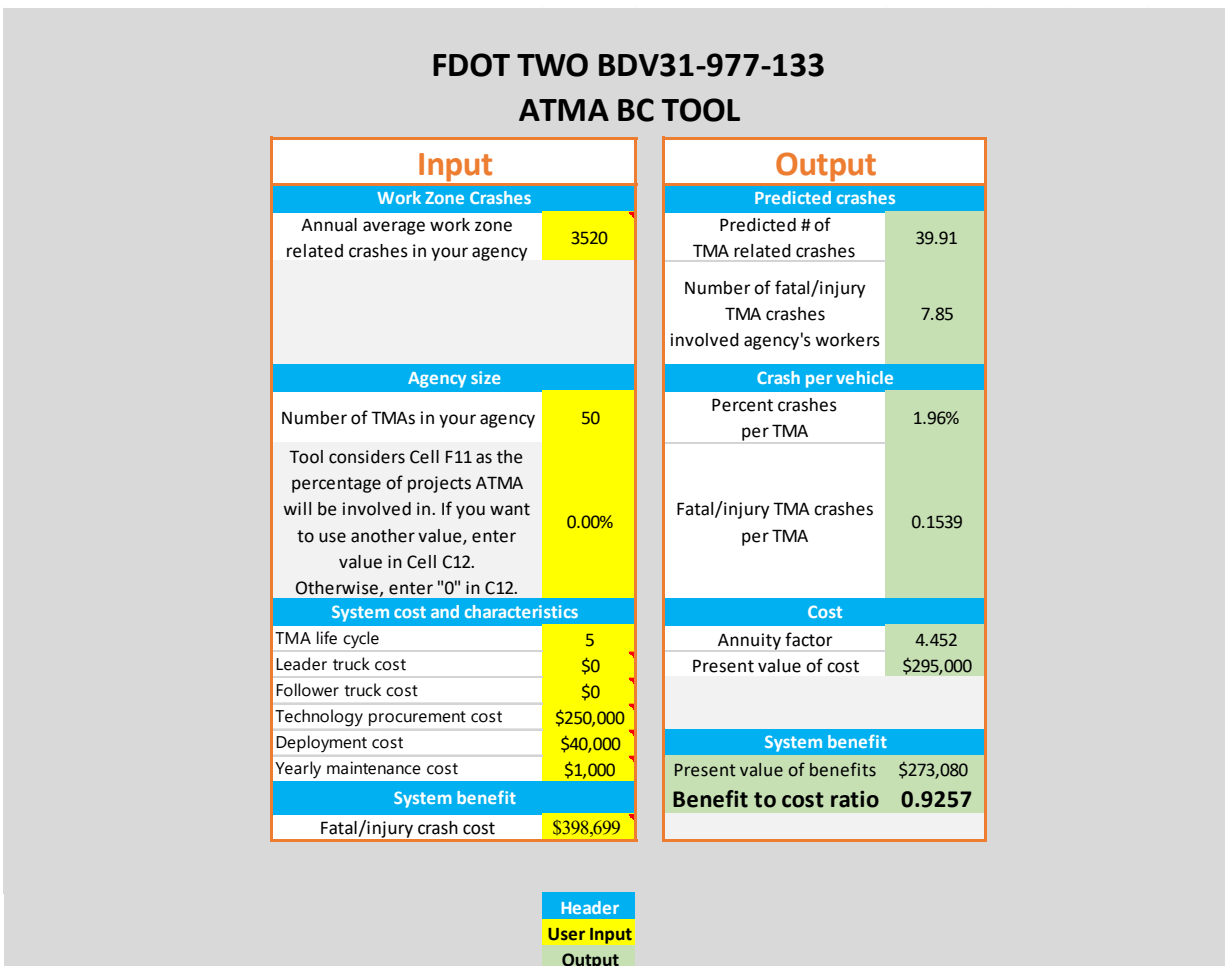 FDOT TWO BDV31-977-133
ATMA BC TOOL
Input
Work Zone Crashes
Annual average work zone
related crashes in your agency
3520
Agency size
Number of TMAs in your agency
50
Tool considers Cell F11 as the
percentage of projects ATMA
will be involved in. If you want
to use another value, enter
value in Cell C12.
Otherwise, enter "0" in C12.
0.00%
System cost and characteristics
TMA life cycle 5
Leader truck cost $0
Follower truck cost $0
Technology procurement cost $250,000
Deployment cost $40,000
Yearly maintenance cost $1,000
System benefit
Fatal/injury crash cost $398,699
Output
Predicted crashes
Predicted # of
TMA related crashes
39.91
Number of fatal/injury
TMA crashes
involved agency's workers
7.85
Crash per vehicle
Percent crashes
per TMA
1.96%
Fatal/injury TMA crashes
per TMA
0.1539
Cost
Annuity factor 4.452
Present value of cost $295,000
System benefit
Present value of benefits $273,080
Benefit to cost ratio 0.9257
Header
User Input
Output